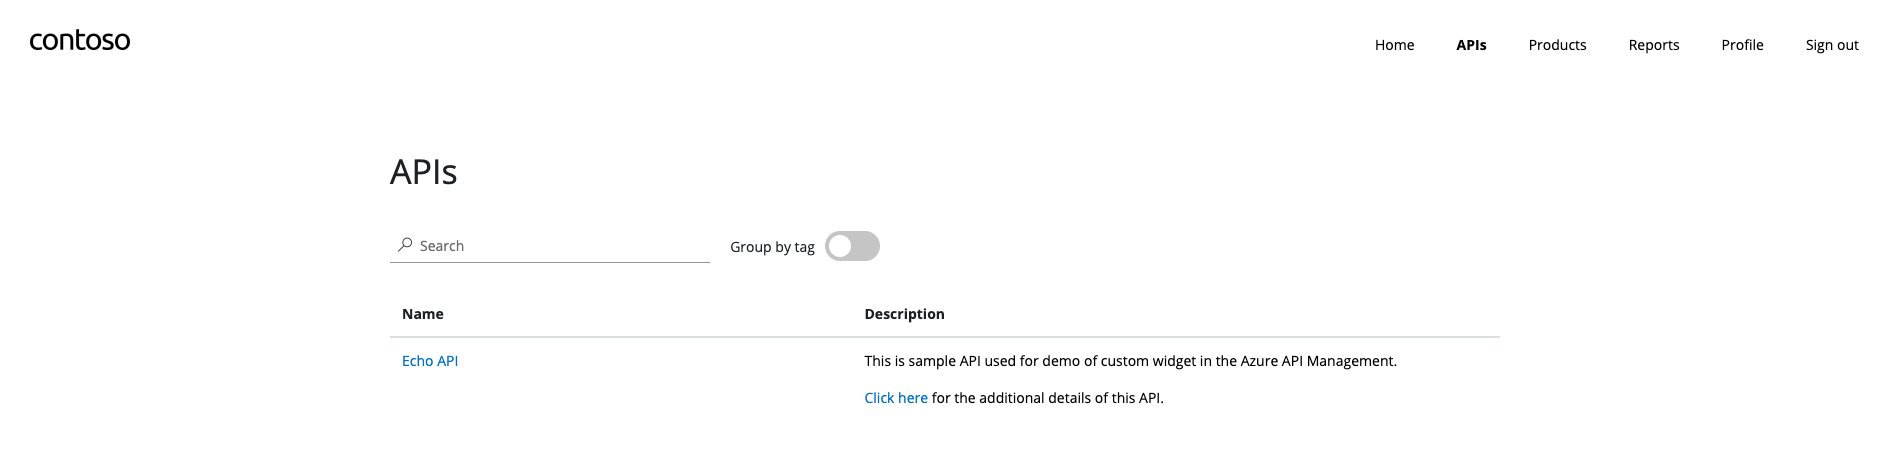 contoso
Home APIs Products Reports Profile Sign out
APIs
Search Group by tag
Name Description
Echo API This is sample API used for demo of custom widget in the Azure API Management.
Click here for the additional details of this API.